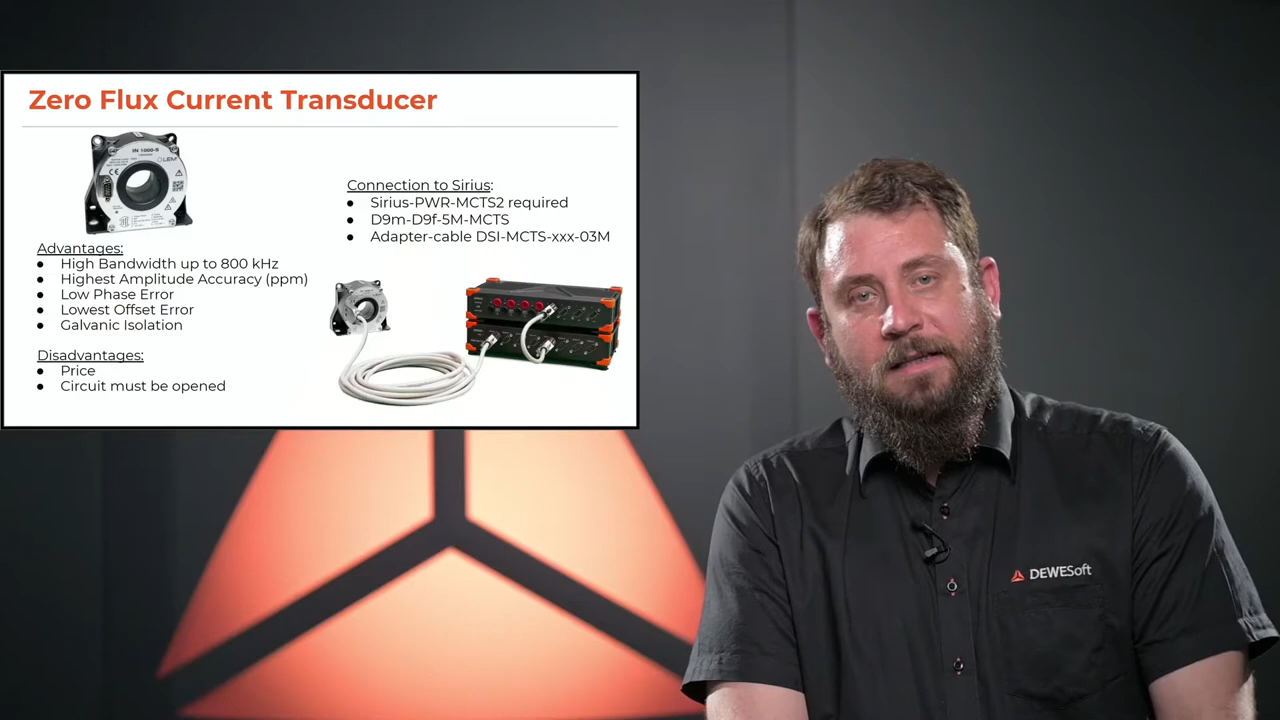 Zero Flux Current Transducer
IN 1000-S
LEM
CE
Advantages:
High Bandwidth up to 800 kHz
Highest Amplitude Accuracy (ppm)
Low Phase Error
Lowest Offset Error
Galvanic Isolation
Disadvantages:
Price
Circuit must be opened
Connection to Sirius:
Sirius-PWR-MCTS2 required
D9m-D9f-5M-MCTS
Adapter-cable DSI-MCTS-xxx-03M
DEWESoft